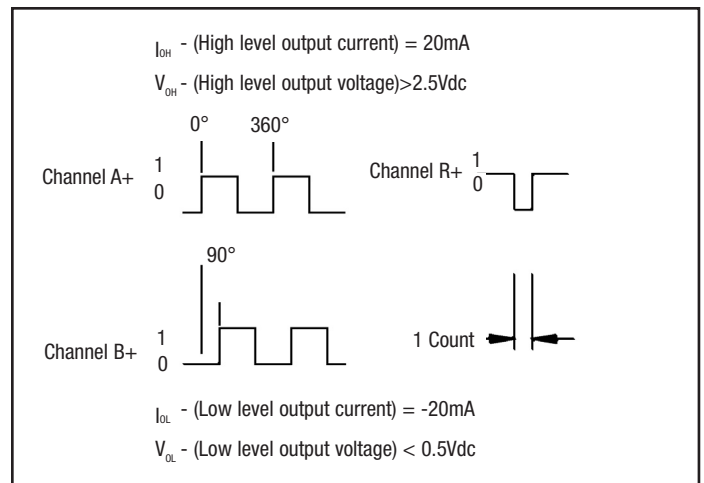 IOH - (High level output current) = 20mA
VOH - (High level output voltage)>2.5Vdc
0° 360°
Channel A+ 1 0
Channel R+ 1 0
90°
Channel B+ 1 0
1 Count
IOL - (Low level output current) = -20mA
VOL - (Low level output voltage) < 0.5Vdc